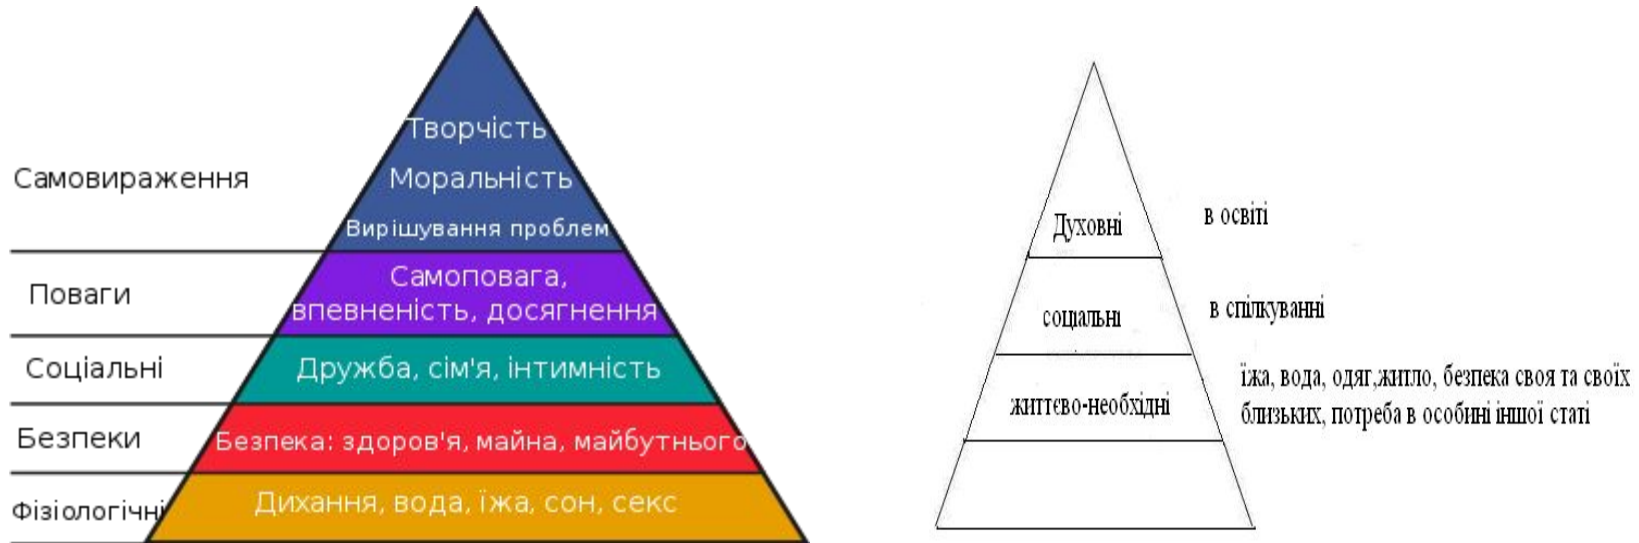 Творчість
Самовираження
Моральність
Вирішування проблем
Поваги
Самоповага,
впевненість, досягнення
Соціальні
Дружба, сім'я, інтимність
Безпеки
Безпека: здоров'я, майна, майбутнього
Фізіологічні
Дихання, вода, їжа, сон, секс
Духовні
в освіті
соціальні
в спілкуванні
життєво-необхідні
їжа, вода, одяг,житло, безпека своя та своїх
близьких, потреба в особині іншої статі